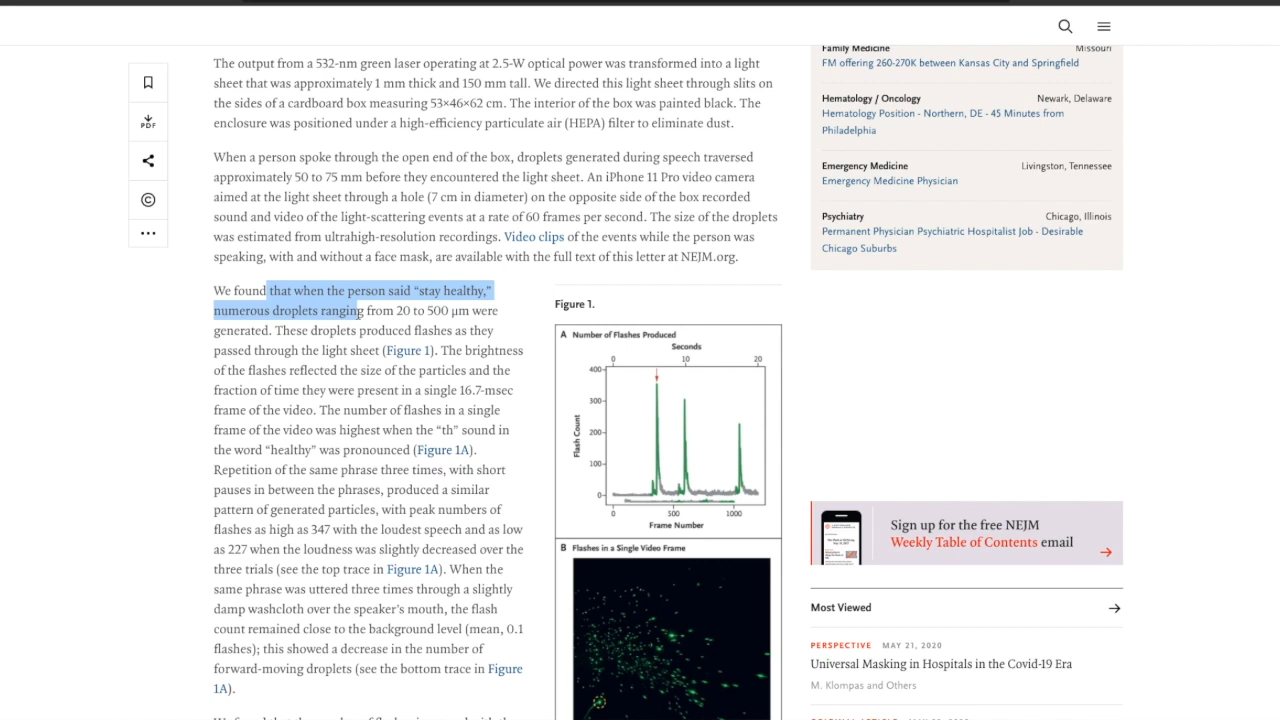 PDF
The output from a 532-nm green laser operating at 2.5-W optical power was transformed into a light
sheet that was approximately 1 mm thick and 150 mm tall. We directed this light sheet through slits on
the sides of a cardboard box measuring 53×46×62 cm. The interior of the box was painted black. The
enclosure was positioned under a high-efficiency particulate air (HEPA) filter to eliminate dust.
When a person spoke through the open end of the box, droplets generated during speech traversed
approximately 50 to 75 mm before they encountered the light sheet. An iPhone 11 Pro video camera
aimed at the light sheet through a hole (7 cm in diameter) on the opposite side of the box recorded
sound and video of the light-scattering events at a rate of 60 frames per second. The size of the droplets
was estimated from ultrahigh-resolution recordings. Video clips of the events while the person was
speaking, with and without a face mask, are available with the full text of this letter at NEJM.org.
We found that when the person said “stay healthy,”
numerous droplets ranging from 20 to 500 μm were
generated. These droplets produced flashes as they
passed through the light sheet (Figure 1). The brightness
of the flashes reflected the size of the particles and the
fraction of time they were present in a single 16.7-msec
frame of the video. The number of flashes in a single
frame of the video was highest when the “th” sound in
the word “healthy” was pronounced (Figure 1A).
Repetition of the same phrase three times, with short
pauses in between the phrases, produced a similar
pattern of generated particles, with peak numbers of
flashes as high as 347 with the loudest speech and as low
as 227 when the loudness was slightly decreased over the
three trials (see the top trace in Figure 1A). When the
same phrase was uttered three times through a slightly
damp washcloth over the speaker’s mouth, the flash
count remained close to the background level (mean, 0.1
flashes); this showed a decrease in the number of
forward-moving droplets (see the bottom trace in Figure
1A).
Figure 1.
A Number of Flashes Produced
Seconds
0 10 20
400
300
200
100
0
Flash Count
0 500 1000
Frame Number
B Flashes in a Single Video Frame
Family Medicine Missouri
FM offering 260-270K between Kansas City and Springfield
Hematology / Oncology Newark, Delaware
Hematology Position - Northern, DE - 45 Minutes from
Philadelphia
Emergency Medicine Livingston, Tennessee
Emergency Medicine Physician
Psychiatry Chicago, Illinois
Permanent Physician Psychiatric Hospitalist Job - Desirable
Chicago Suburbs
Sign up for the free NEJM
Weekly Table of Contents email
Most Viewed
PERSPECTIVE MAY 21, 2020
Universal Masking in Hospitals in the Covid-19 Era
M. Klompas and Others